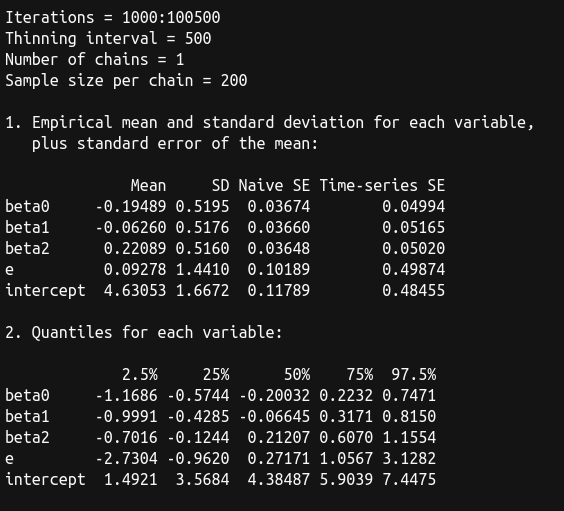 Iterations = 1000:100500
Thinning interval = 500
Number of chains = 1
Sample size per chain = 200

1. Empirical mean and standard deviation for each variable,
   plus standard error of the mean:

              Mean     SD Naive SE Time-series SE
beta0     -0.19489 0.5195  0.03674        0.04994
beta1     -0.06260 0.5176  0.03660        0.05165
beta2      0.22089 0.5160  0.03648        0.05020
e          0.09278 1.4410  0.10189        0.49874
intercept  4.63053 1.6672  0.11789        0.48455

2. Quantiles for each variable:

             2.5%     25%      50%    75%  97.5%
beta0     -1.1686 -0.5744 -0.20032 0.2232 0.7471
beta1     -0.9991 -0.4285 -0.06645 0.3171 0.8150
beta2     -0.7016 -0.1244  0.21207 0.6070 1.1554
e         -2.7304 -0.9620  0.27171 1.0567 3.1282
intercept  1.4921  3.5684  4.38487 5.9039 7.4475